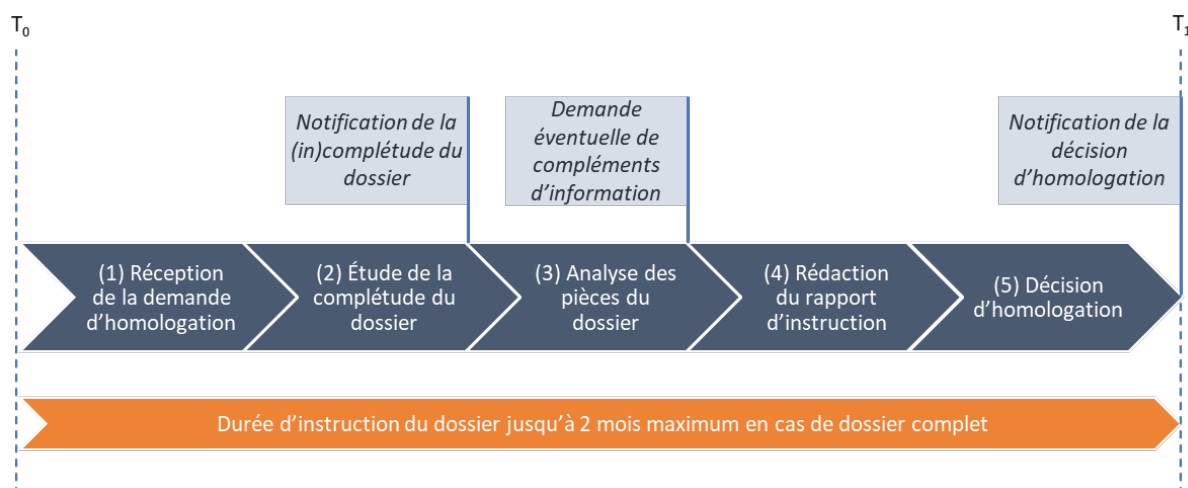 T₀
T₁
Notification de la
(in)complétude du
dossier
Demande
éventuelle de
compléments
d’information
Notification de la
décision
d’homologation
(1) Réception
de la demande
d’homologation
(2) Étude de la
complétude du
dossier
(3) Analyse des
pièces du
dossier
(4) Rédaction
du rapport
d’instruction
(5) Décision
d’homologation
Durée d’instruction du dossier jusqu’à 2 mois maximum en cas de dossier complet